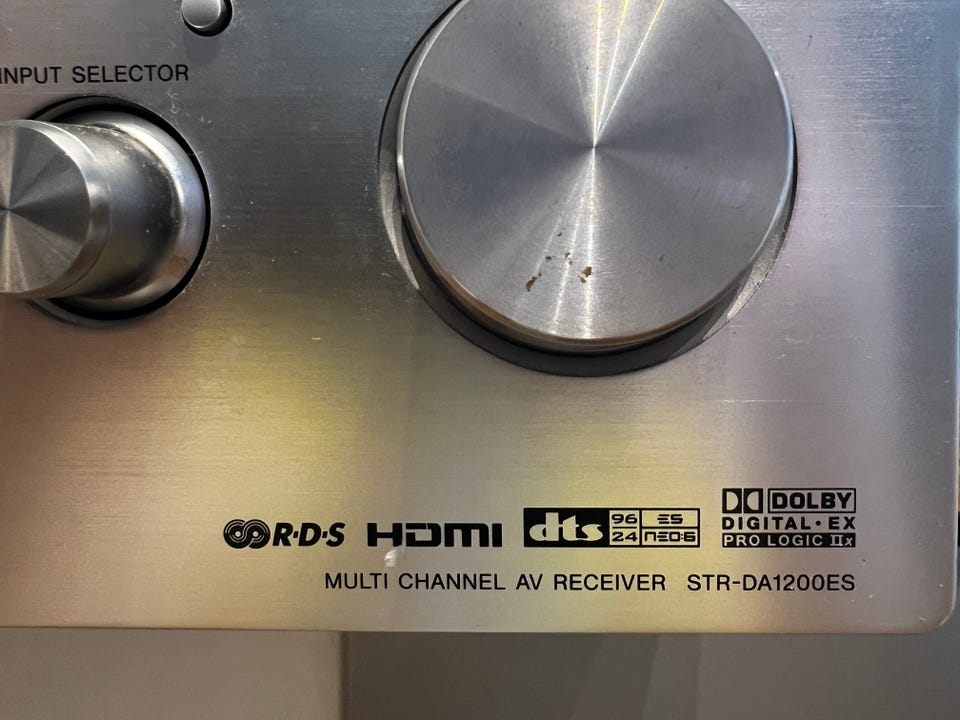 INPUT SELECTOR
R·D·S HDMI dts 96 24 ES NEO:6 DOLBY
DIGITAL·EX
PRO LOGIC IIx
MULTI CHANNEL AV RECEIVER STR-DA1200ES